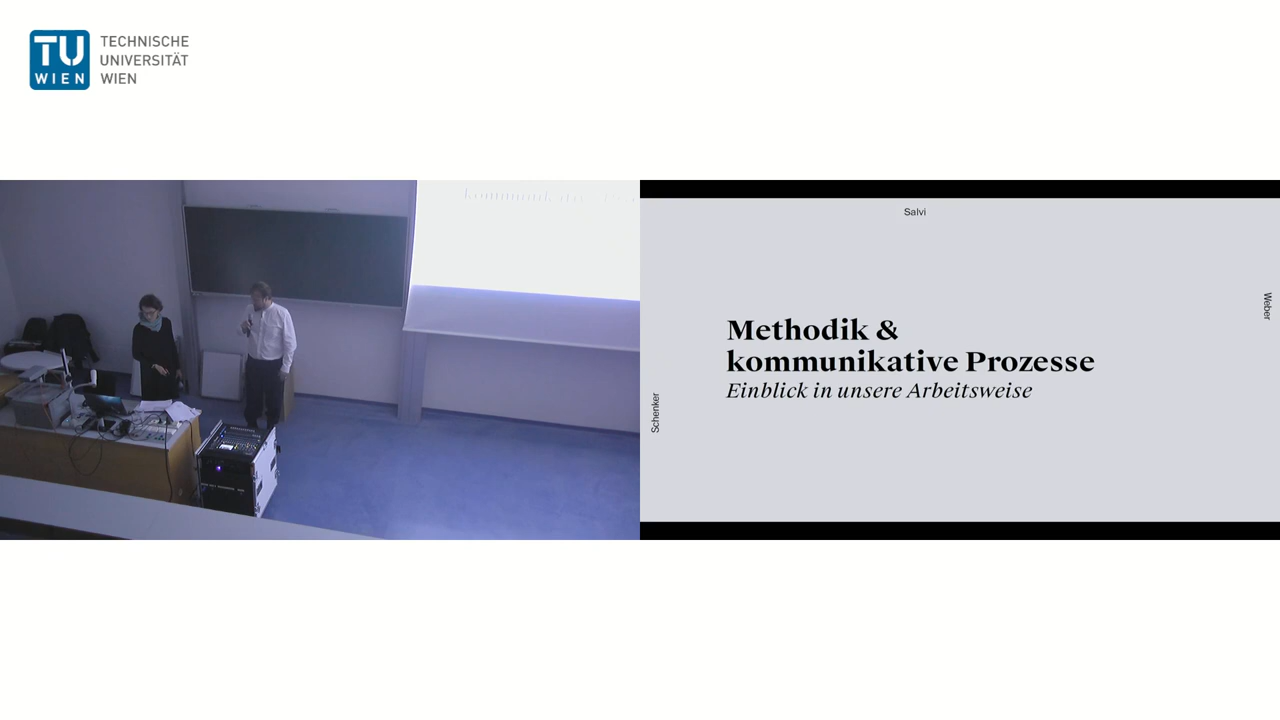 TU
WIEN
TECHNISCHE
UNIVERSITÄT
WIEN
Salvi
Weber
Schenker
Methodik &
kommunikative Prozesse
Einblick in unsere Arbeitsweise